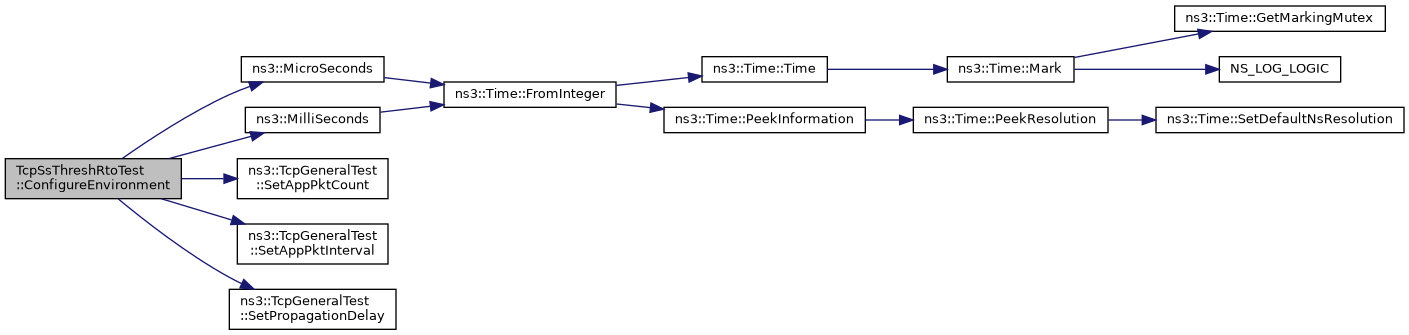 ns3::Time::GetMarkingMutex
ns3::MicroSeconds
ns3::Time::Time
ns3::Time::Mark
NS_LOG_LOGIC
ns3::Time::FromInteger
ns3::MilliSeconds
ns3::Time::PeekInformation
ns3::Time::PeekResolution
ns3::Time::SetDefaultNsResolution
TcpSsThreshRtoTest
::ConfigureEnvironment
ns3::TcpGeneralTest
::SetAppPktCount
ns3::TcpGeneralTest
::SetAppPktInterval
ns3::TcpGeneralTest
::SetPropagationDelay